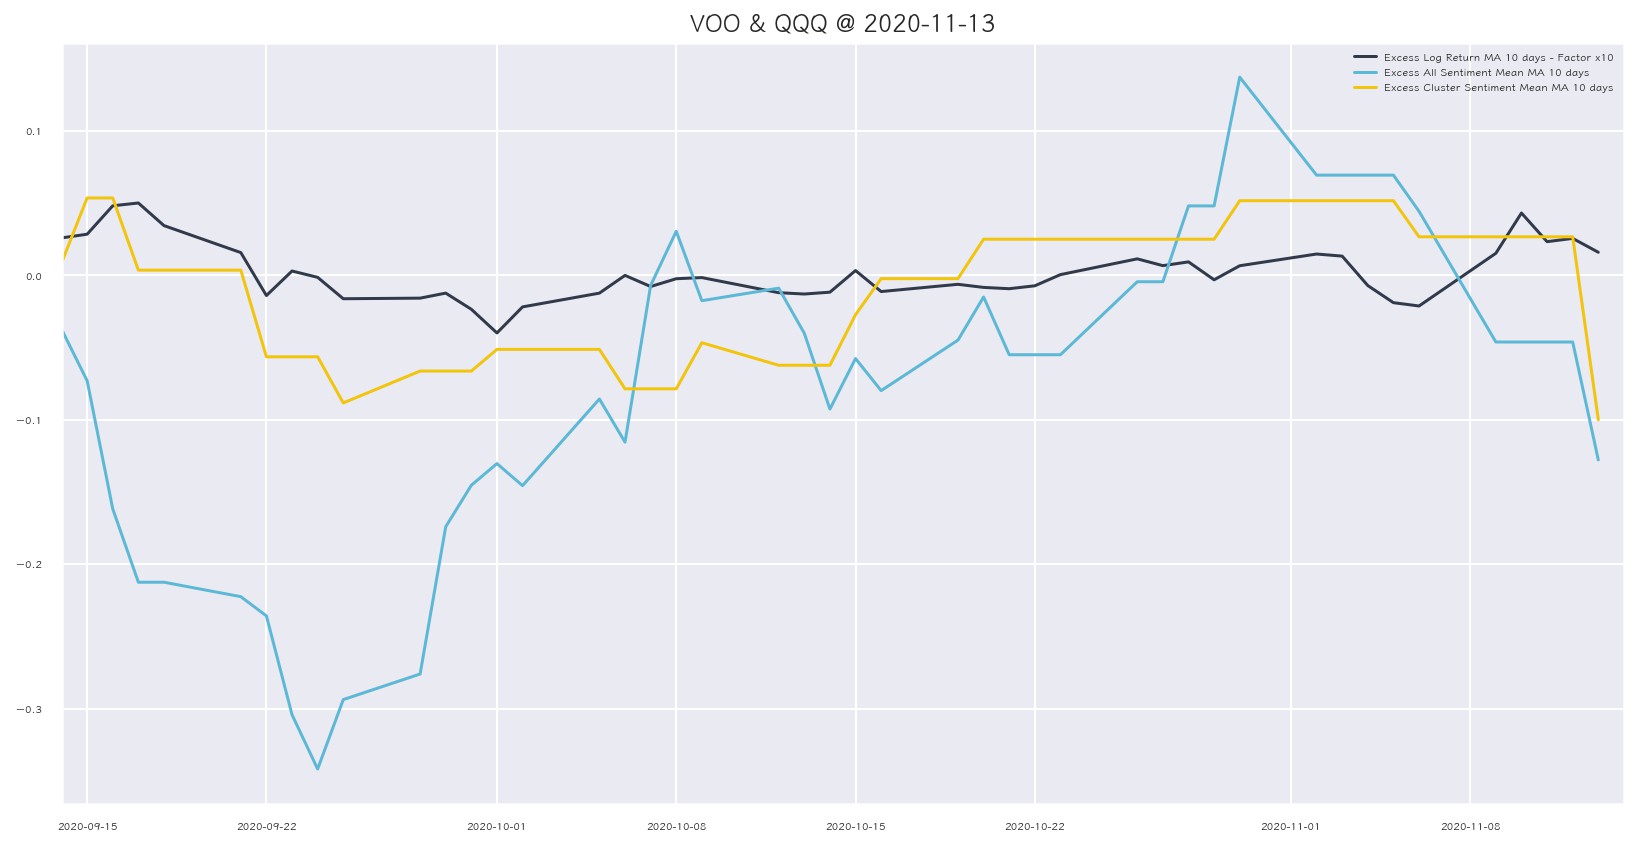 VOO & QQQ @ 2020-11-13
Excess Log Return MA 10 days - Factor x10
Excess All Sentiment Mean MA 10 days
Excess Cluster Sentiment Mean MA 10 days
0.1
0.0
−0.1
−0.2
−0.3
2020-09-15 2020-09-22 2020-10-01 2020-10-08 2020-10-15 2020-10-22 2020-11-01 2020-11-08